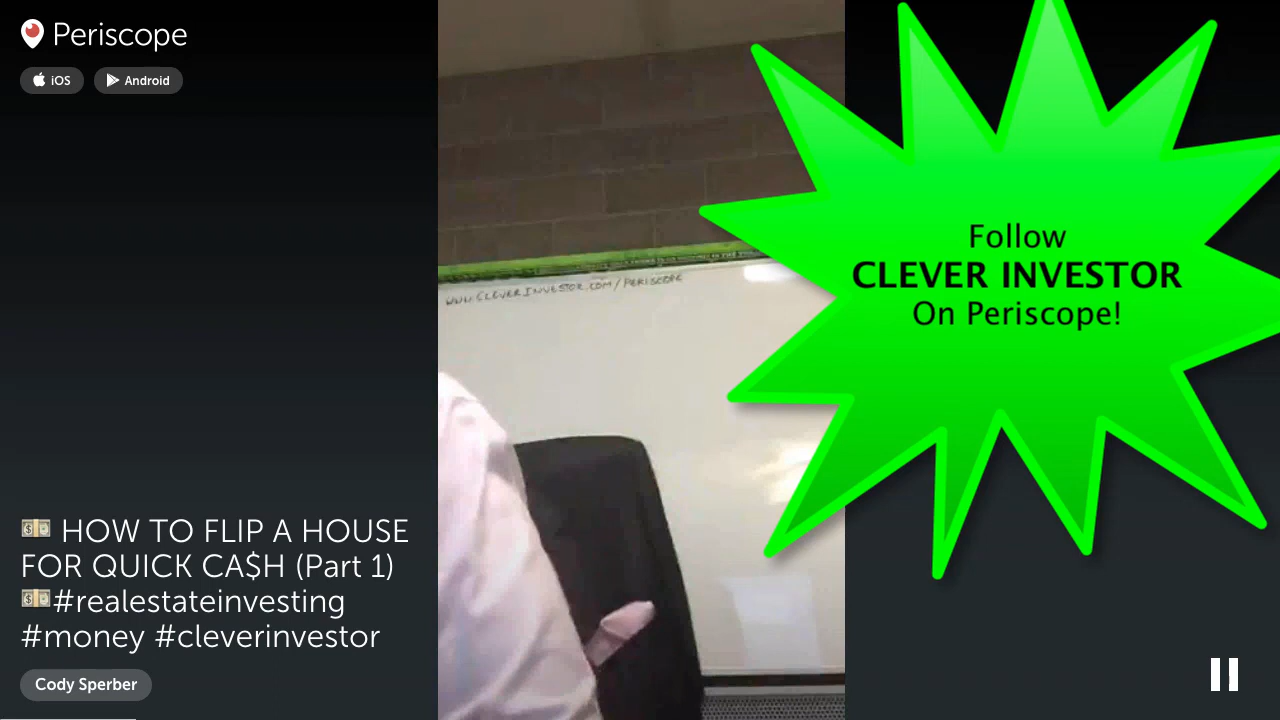 Periscope
iOS
Android
Follow
CLEVER INVESTOR
On Periscope!
WWW.CLEVERINVESTOR.COM/PERISCOPE
💵 HOW TO FLIP A HOUSE
FOR QUICK CA$H (Part 1)
💵#realestateinvesting
#money #cleverinvestor
Cody Sperber